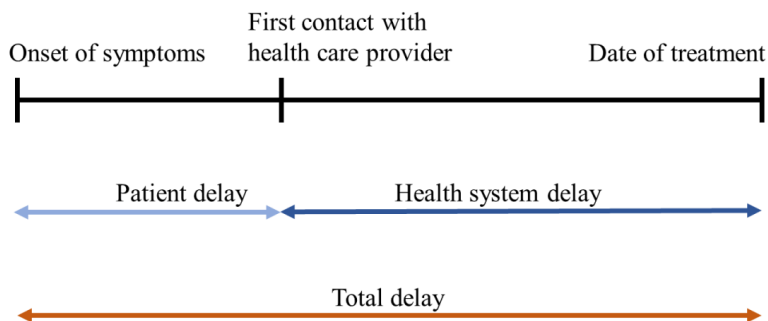 Onset of symptoms
First contact with
health care provider
Date of treatment
Patient delay
Health system delay
Total delay